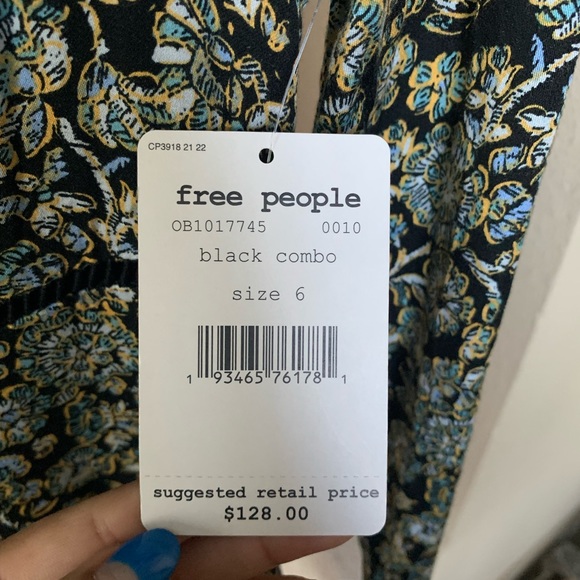 CP3918 21 22
free people
OB1017745 0010
black combo
size 6
1 93465 76178 1
suggested retail price
$128.00